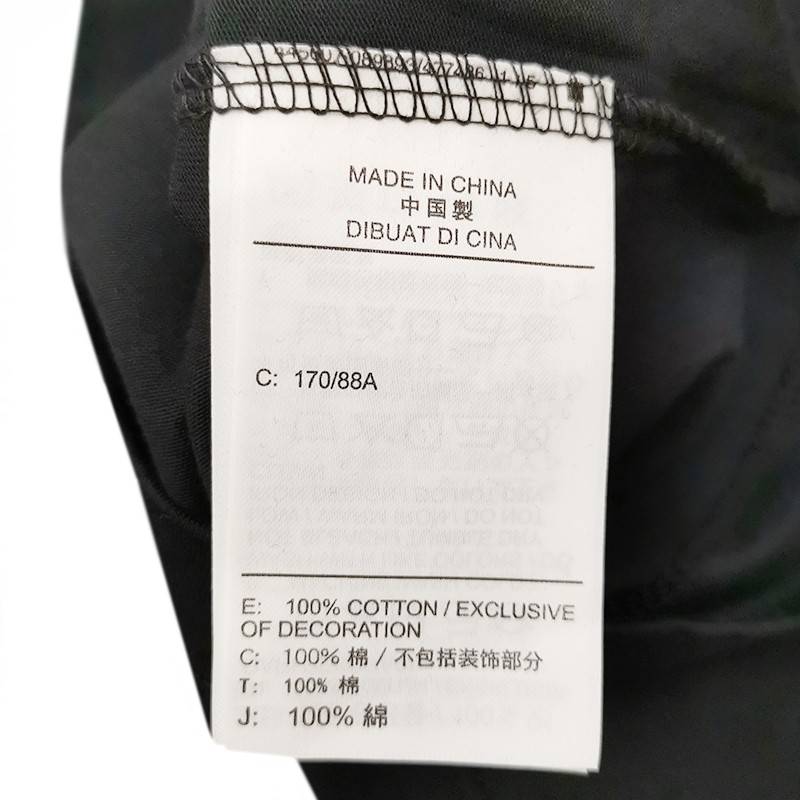 MADE IN CHINA
中国製
DIBUAT DI CINA
C: 170/88A
E: 100% COTTON / EXCLUSIVE
OF DECORATION
C: 100% 棉 / 不包括装饰部分
T: 100% 棉
J: 100% 綿